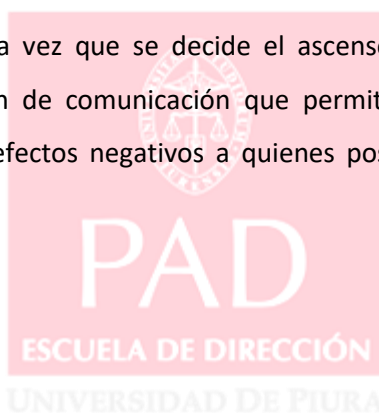 a vez que se decide el ascenso
n de comunicación que permit
efectos negativos a quienes pos
PAD
ESCUELA DE DIRECCIÓN
UNIVERSIDAD DE PIURA